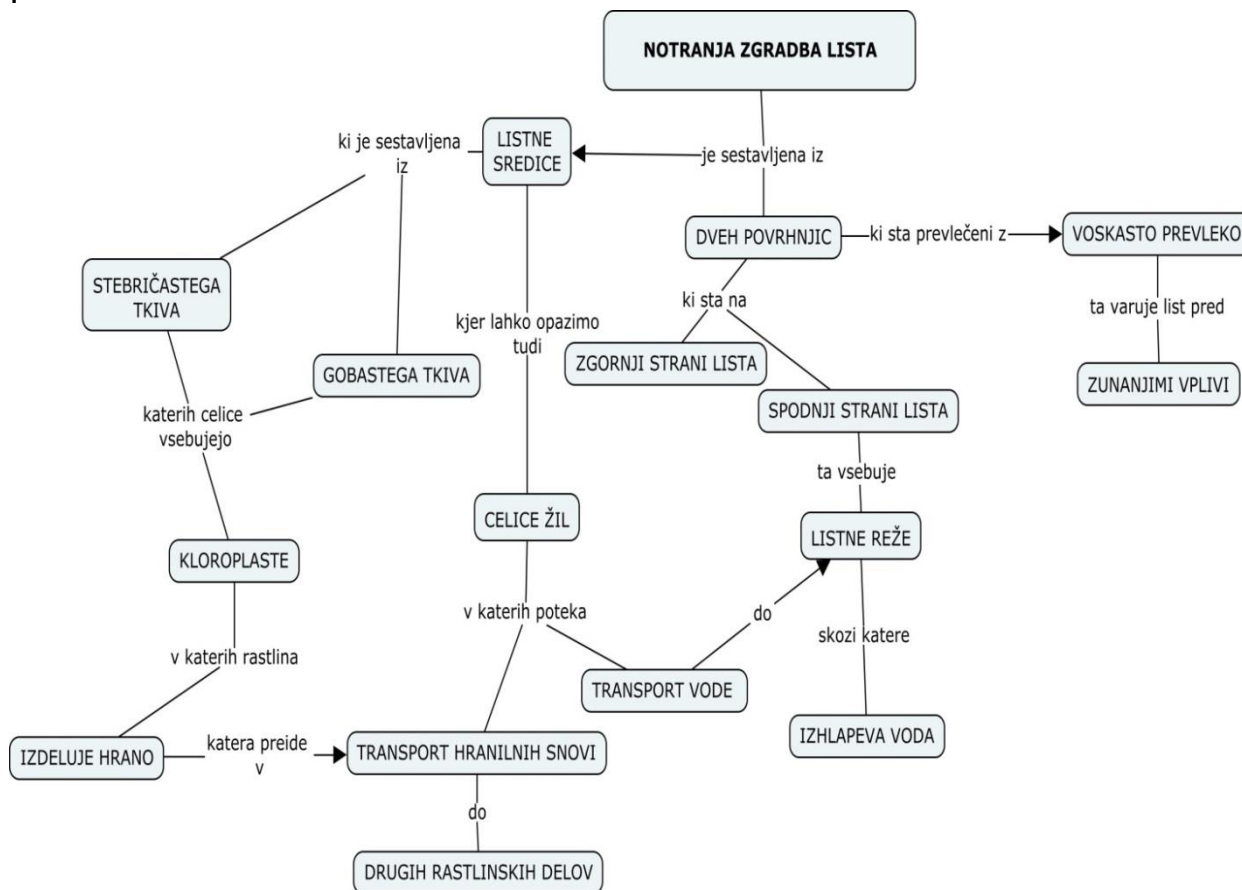 NOTRANJA ZGRADBA LISTA
ki je sestavljena
iz
LISTNE
SREDICE
je sestavljena iz
DVEH POVRHNJIC
ki sta prevlečeni z
VOSKASTO PREVLEKO
STEBRIČASTEGA
TKIVA
ki sta na
ta varuje list pred
kjer lahko opazimo
tudi
ZGORNJI STRANI LISTA
GOBASTEGA TKIVA
ZUNANJIMI VPLIVI
katerih celice
vsebujejo
SPODNJI STRANI LISTA
ta vsebuje
CELICE ŽIL
LISTNE REŽE
KLOROPLASTE
v katerih poteka
do
skozi katere
v katerih rastlina
TRANSPORT VODE
IZHLAPEVA VODA
IZDELUJE HRANO
katera preide
v
TRANSPORT HRANILNIH SNOVI
do
DRUGIH RASTLINSKIH DELOV